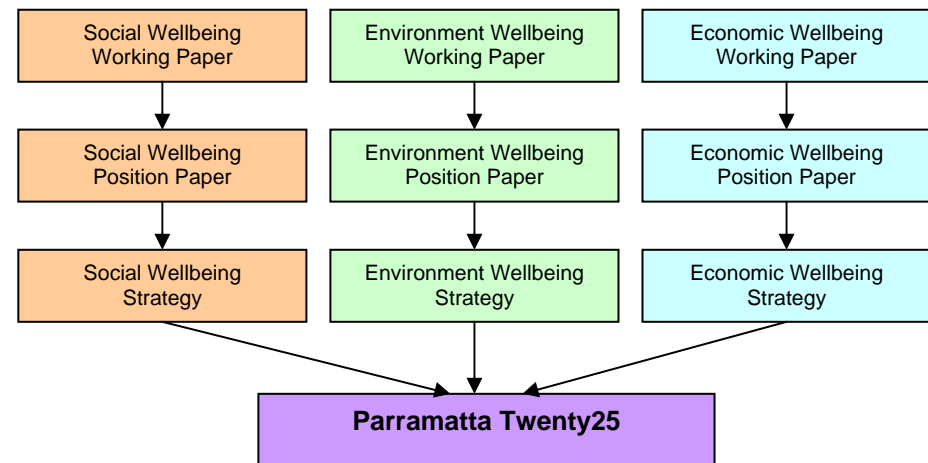 Social Wellbeing
Working Paper
Environment Wellbeing
Working Paper
Economic Wellbeing
Working Paper
Social Wellbeing
Position Paper
Environment Wellbeing
Position Paper
Economic Wellbeing
Position Paper
Social Wellbeing
Strategy
Environment Wellbeing
Strategy
Economic Wellbeing
Strategy
Parramatta Twenty25